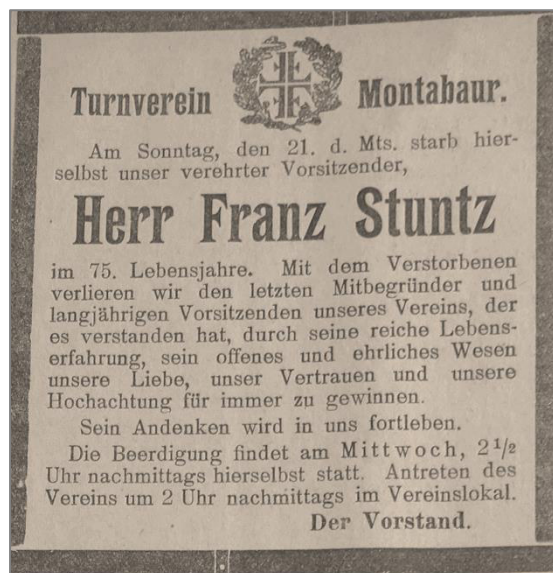 Turnverein Montabaur.
Am Sonntag, den 21. d. Mts. starb hier-
selbst unser verehrter Vorsitzender,
Herr Franz Stuntz
im 75. Lebensjahre. Mit dem Verstorbenen
verlieren wir den letzten Mitbegründer und
langjährigen Vorsitzenden unseres Vereins, der
es verstanden hat, durch seine reiche Lebens-
erfahrung, sein offenes und ehrliches Wesen
unsere Liebe, unser Vertrauen und unsere
Hochachtung für immer zu gewinnen.
Sein Andenken wird in uns fortleben.
Die Beerdigung findet am Mittwoch, 2 1/2
Uhr nachmittags hierselbst statt. Antreten des
Vereins um 2 Uhr nachmittags im Vereinslokal.
Der Vorstand.